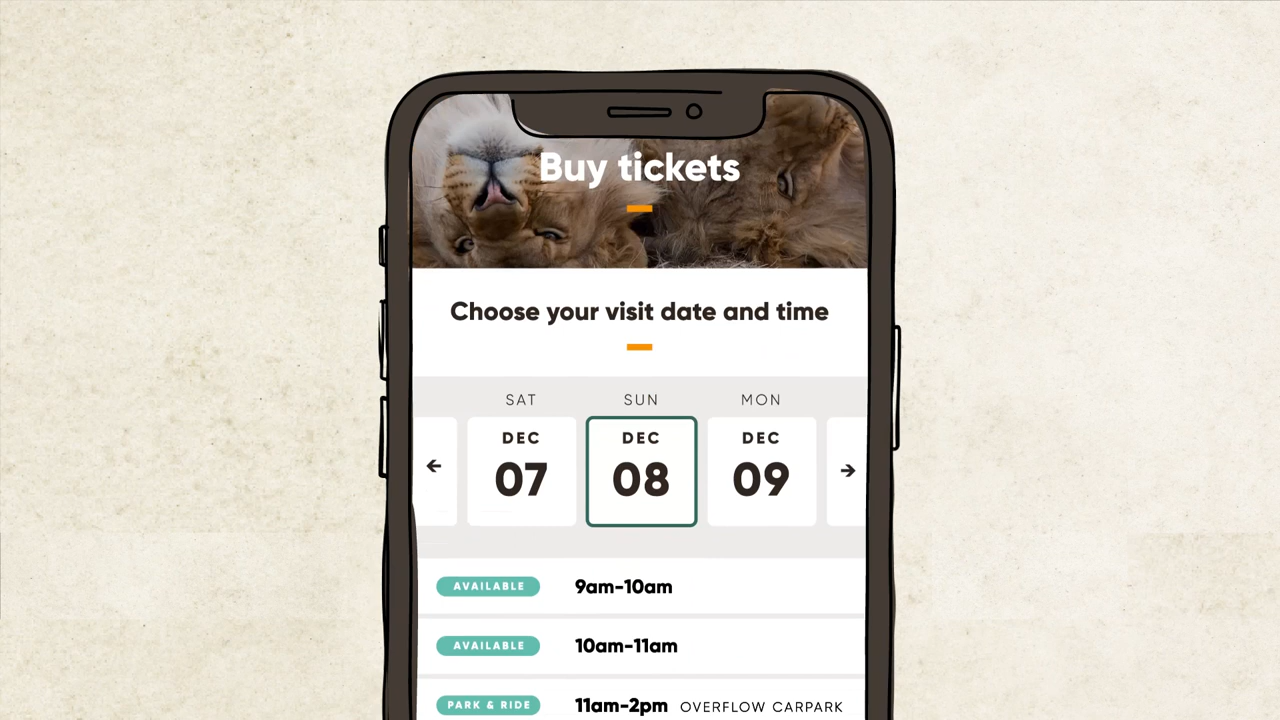 Buy tickets
Choose your visit date and time
SAT SUN MON
DEC DEC DEC
← 07 08 09 →
AVAILABLE 9am-10am
AVAILABLE 10am-11am
PARK & RIDE 11am-2pm OVERFLOW CARPARK